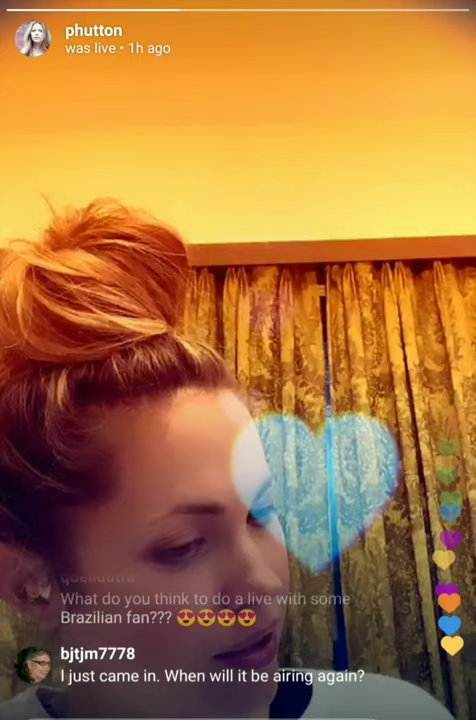 phutton
was live • 1h ago
quelldutra
What do you think to do a live with some
Brazilian fan??? 😍😍😍😍
bjtjm7778
I just came in. When will it be airing again?